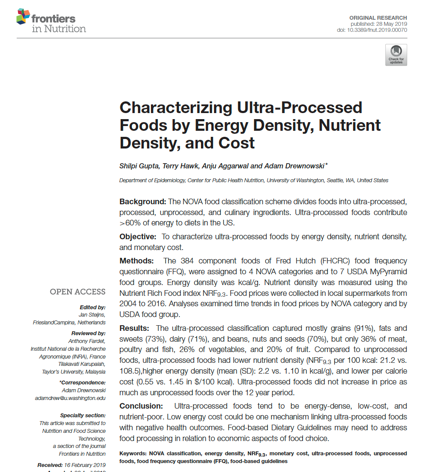 frontiers
in Nutrition
ORIGINAL RESEARCH
published: 28 May 2019
doi: 10.3389/fnut.2019.00070
Check for
updates
Characterizing Ultra-Processed
Foods by Energy Density, Nutrient
Density, and Cost
Shilpi Gupta, Terry Hawk, Anju Aggarwal and Adam Drewnowski*
Department of Epidemiology, Center for Public Health Nutrition, University of Washington, Seattle, WA, United States
Background: The NOVA food classification scheme divides foods into ultra-processed,
processed, unprocessed, and culinary ingredients. Ultra-processed foods contribute
>60% of energy to diets in the US.
Objective: To characterize ultra-processed foods by energy density, nutrient density,
and monetary cost.
Methods: The 384 component foods of Fred Hutch (FHCRC) food frequency
questionnaire (FFQ), were assigned to 4 NOVA categories and to 7 USDA MyPyramid
food groups. Energy density was kcal/g. Nutrient density was measured using the
Nutrient Rich Food index NRF9.3. Food prices were collected in local supermarkets from
2004 to 2016. Analyses examined time trends in food prices by NOVA category and by
USDA food group.
Results: The ultra-processed classification captured mostly grains (91%), fats and
sweets (73%), dairy (71%), and beans, nuts and seeds (70%), but only 36% of meat,
poultry and fish, 26% of vegetables, and 20% of fruit. Compared to unprocessed
foods, ultra-processed foods had lower nutrient density (NRF9.3 per 100 kcal: 21.2 vs.
108.5),higher energy density (mean (SD): 2.2 vs. 1.10 in kcal/g), and lower per calorie
cost (0.55 vs. 1.45 in $/100 kcal). Ultra-processed foods did not increase in price as
much as unprocessed foods over the 12 year period.
Conclusion: Ultra-processed foods tend to be energy-dense, low-cost, and
nutrient-poor. Low energy cost could be one mechanism linking ultra-processed foods
with negative health outcomes. Food-based Dietary Guidelines may need to address
food processing in relation to economic aspects of food choice.
Keywords: NOVA classification, energy density, NRF9.3, monetary cost, ultra-processed foods, unprocessed
foods, food frequency questionnaire (FFQ), food-based guidelines
OPEN ACCESS
Edited by:
Jan Steijns,
FrieslandCampina, Netherlands
Reviewed by:
Anthony Fardet,
Institut National de la Recherche
Agronomique (INRA), France
Tilakavati Karupaiah,
Taylor's University, Malaysia
*Correspondence:
Adam Drewnowski
adamdrew@u.washington.edu
Specialty section:
This article was submitted to
Nutrition and Food Science
Technology,
a section of the journal
Frontiers in Nutrition
Received: 16 February 2019